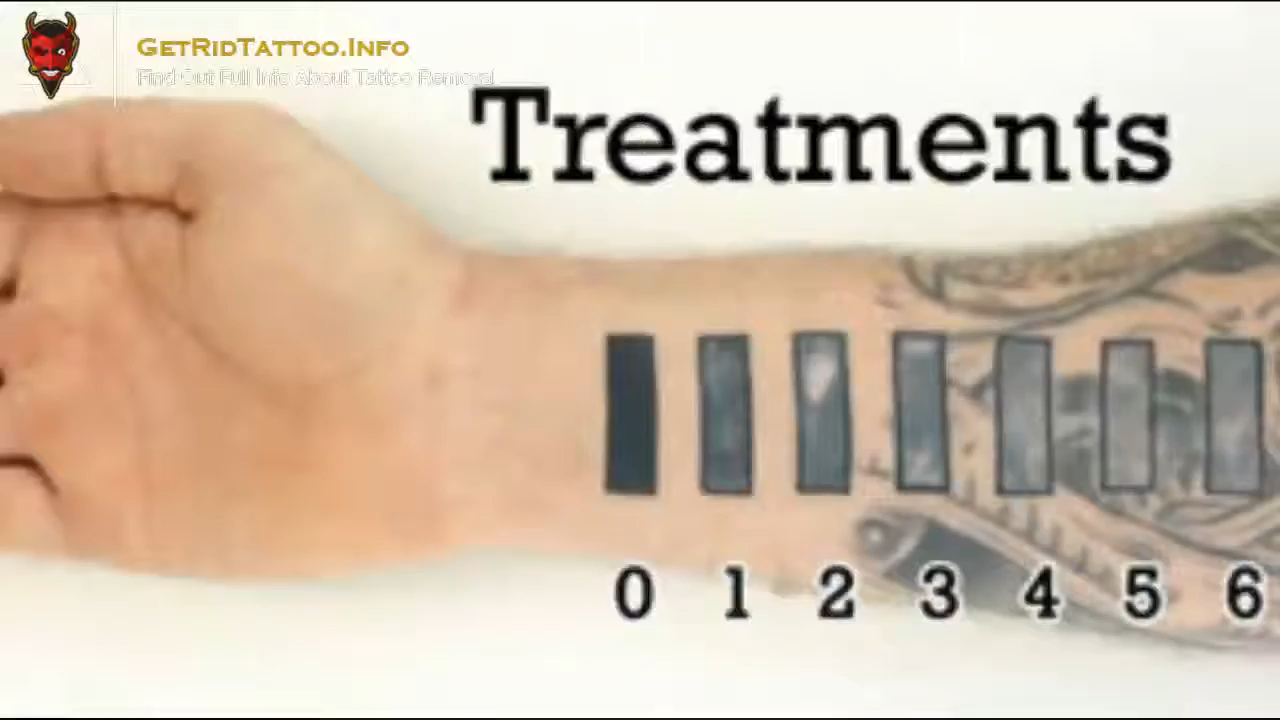 GetRidTattoo.Info
Find Out Full Info About Tattoo Removal
Treatments
0 1 2 3 4 5 6